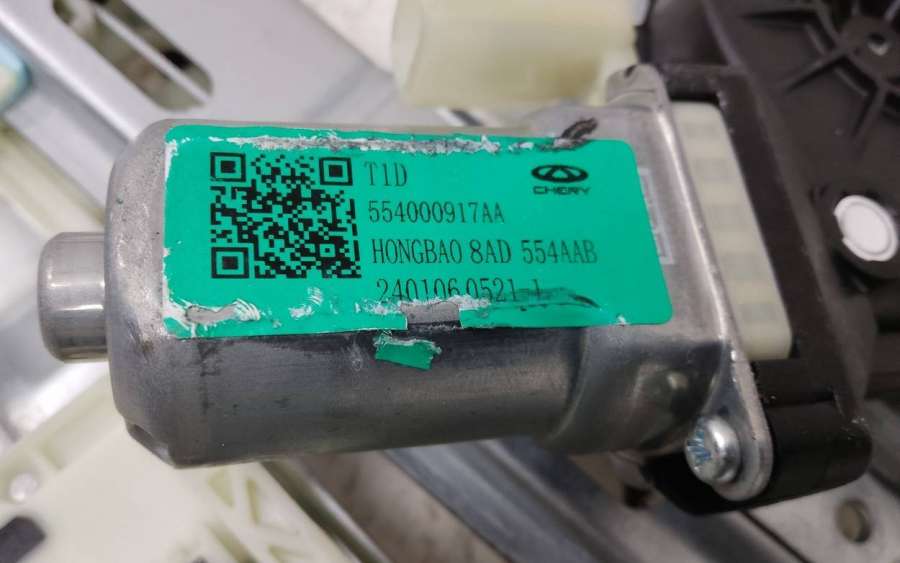 T1D
CHERY
554000917AA
HONGBAO 8AD 554AAB
240106 0521 1